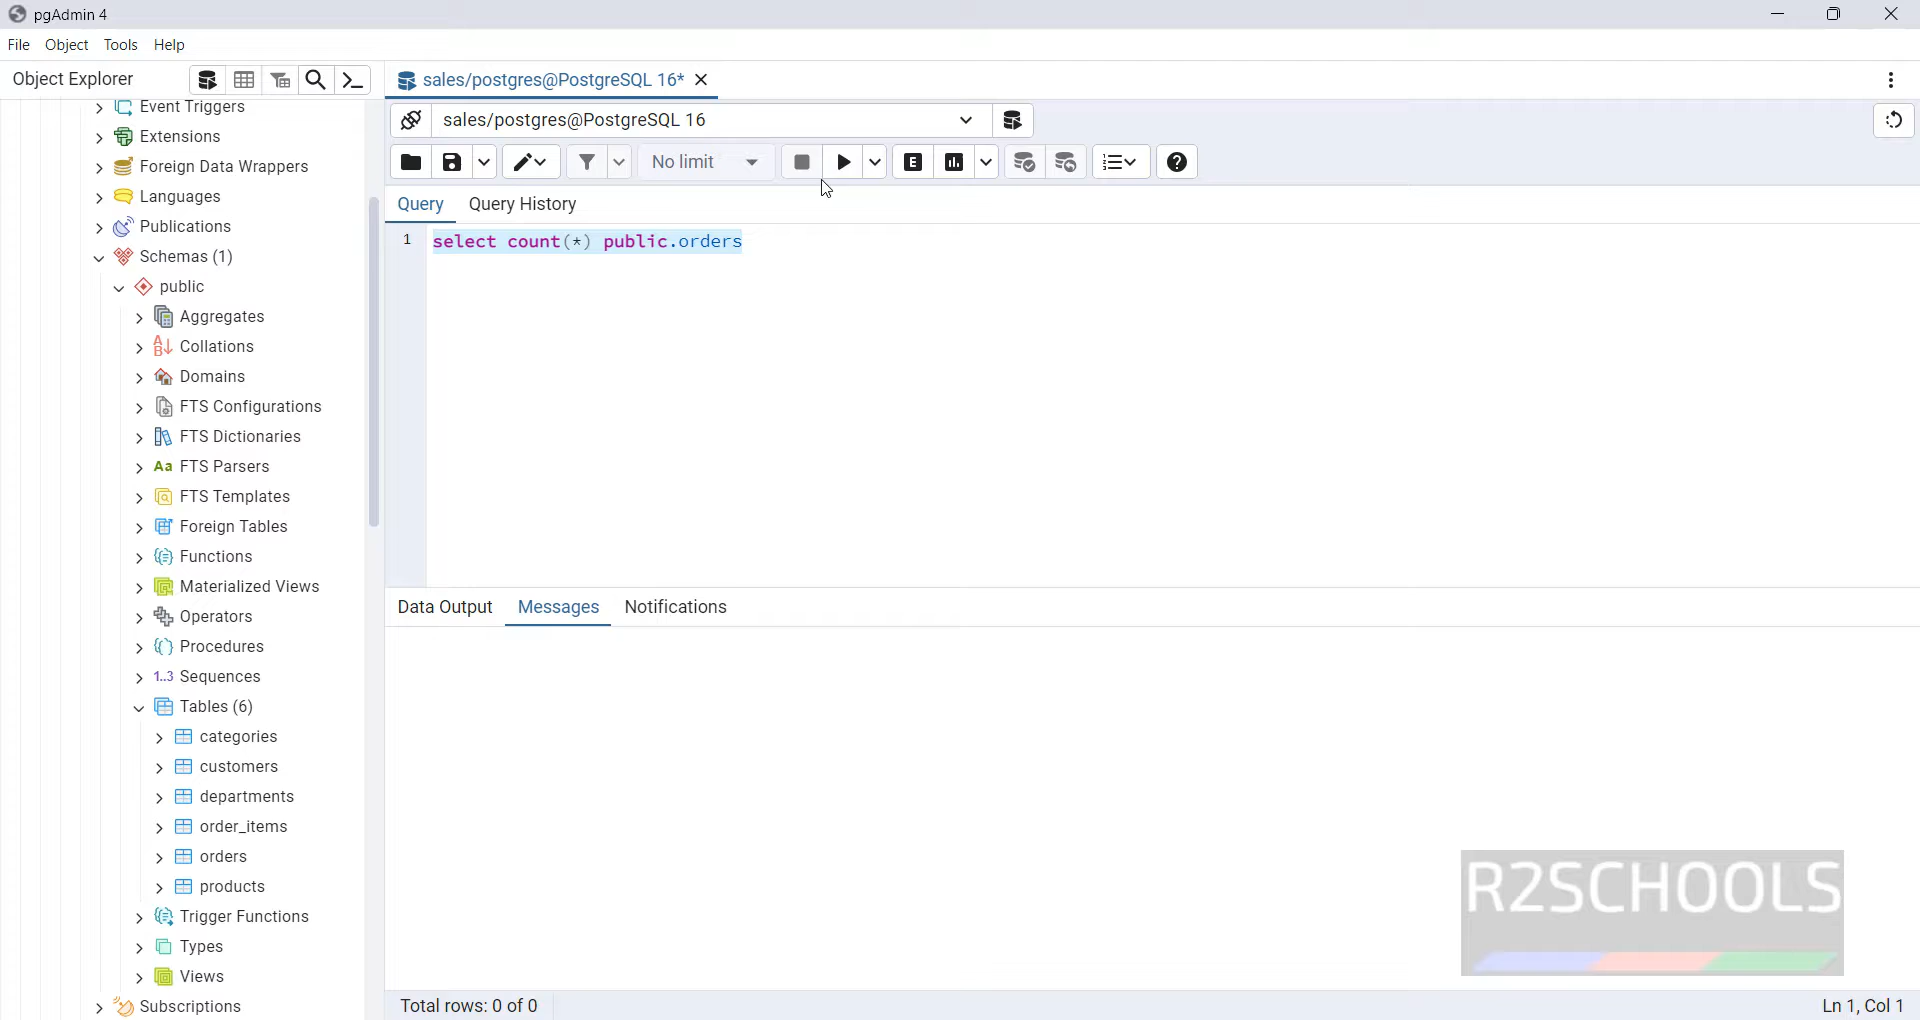 pgAdmin 4
File Object Tools Help
Object Explorer
sales/postgres@PostgreSQL 16*
Event Triggers
Extensions
Foreign Data Wrappers
Languages
Publications
Schemas (1)
public
Aggregates
Collations
Domains
FTS Configurations
FTS Dictionaries
Aa FTS Parsers
FTS Templates
Foreign Tables
Functions
Materialized Views
Operators
Procedures
1..3 Sequences
Tables (6)
categories
customers
departments
order_items
orders
products
Trigger Functions
Types
Views
Subscriptions
sales/postgres@PostgreSQL 16
No limit
E
Query Query History
1 select count(*) public.orders
Data Output Messages Notifications
R2SCHOOLS
Total rows: 0 of 0
Ln 1, Col 1